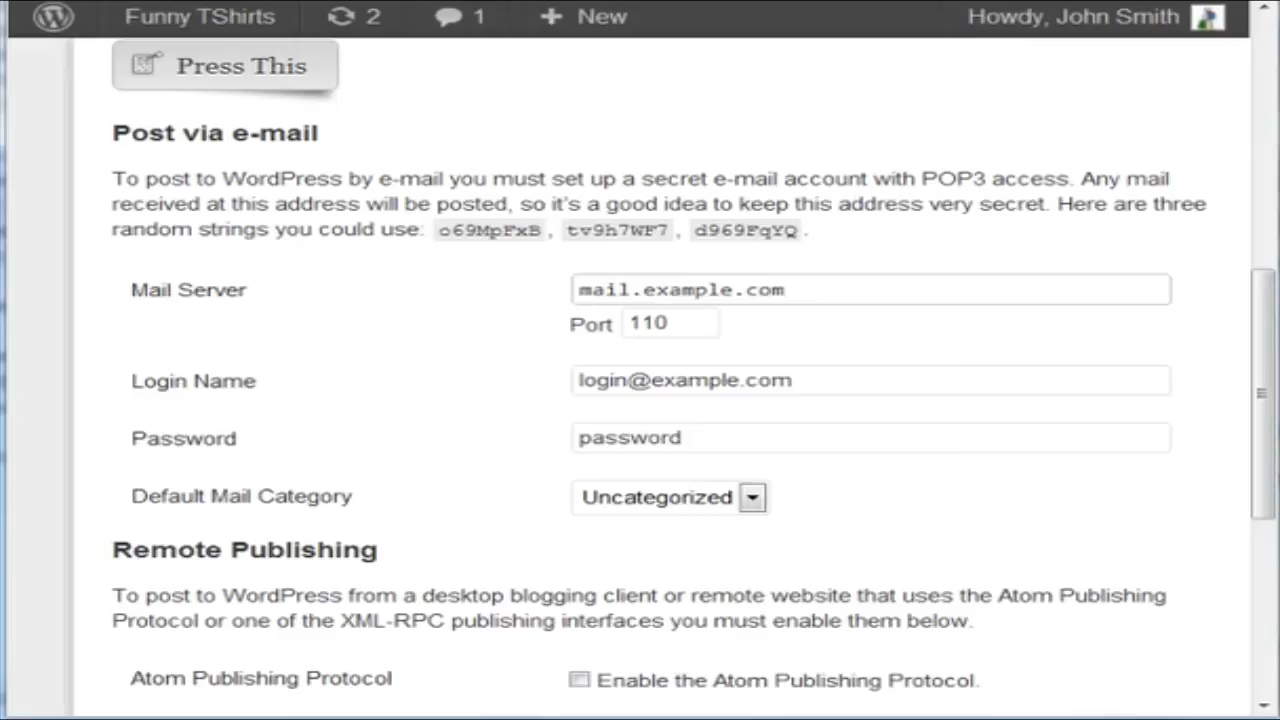 Funny TShirts 2 1 New Howdy, John Smith
Press This
Post via e-mail
To post to WordPress by e-mail you must set up a secret e-mail account with POP3 access. Any mail
received at this address will be posted, so it's a good idea to keep this address very secret. Here are three
random strings you could use: o69MpFxB, tv9h7WF7, d969FqYQ.
Mail Server mail.example.com
Port 110
Login Name login@example.com
Password password
Default Mail Category Uncategorized
Remote Publishing
To post to WordPress from a desktop blogging client or remote website that uses the Atom Publishing
Protocol or one of the XML-RPC publishing interfaces you must enable them below.
Atom Publishing Protocol Enable the Atom Publishing Protocol.